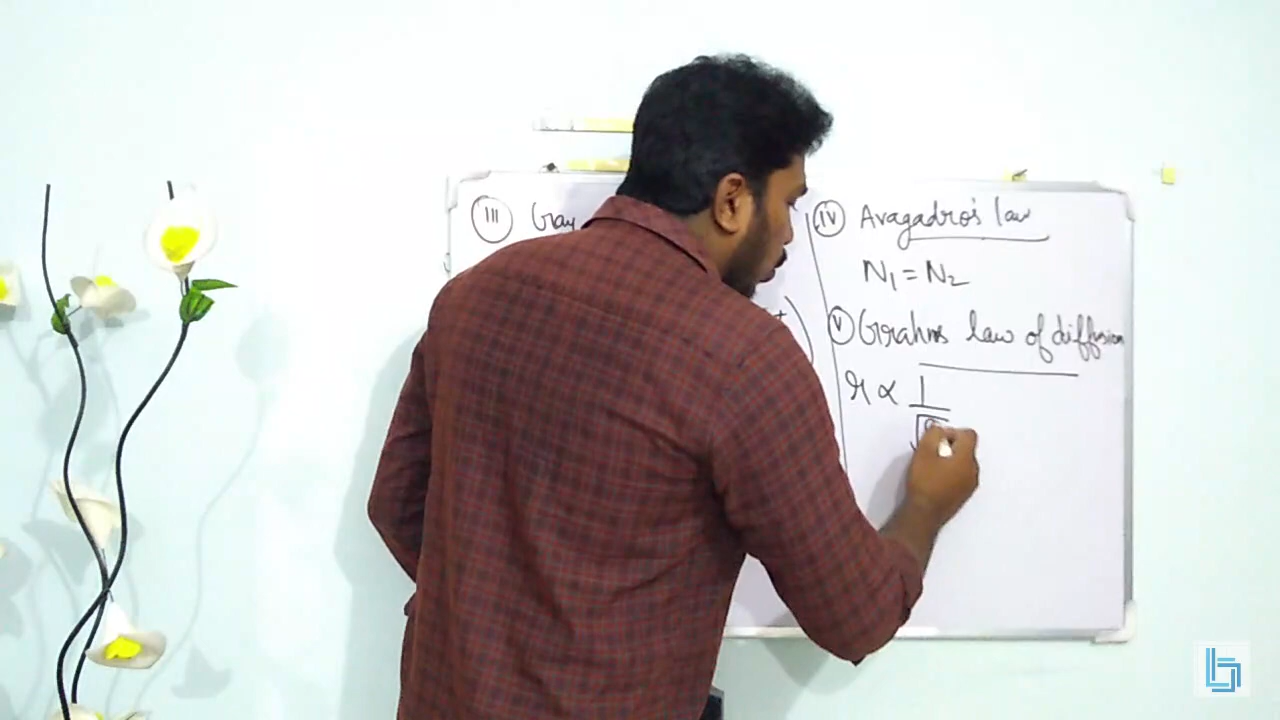 III Gay
IV Avagadro's law
N₁ = N₂
V Grahms law of diffusion
r ∝ 1
√